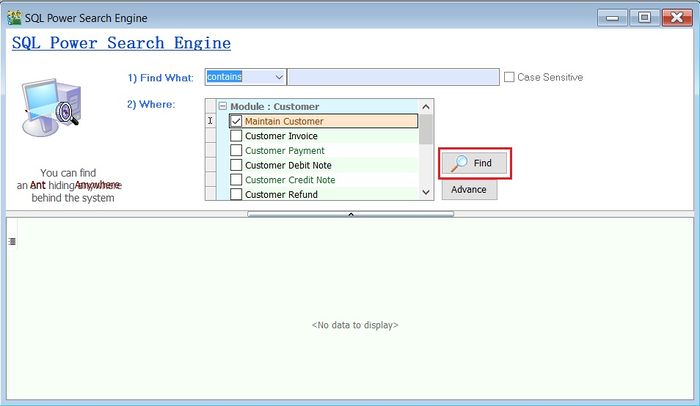 SQL Power Search Engine
SQL Power Search Engine
1) Find What: contains Case Sensitive
2) Where: Module : Customer
Maintain Customer
Customer Invoice
Customer Payment
Customer Debit Note
Customer Credit Note
Customer Refund
Find
Advance
You can find
an Ant hiding Anywhere
behind the system
<No data to display>